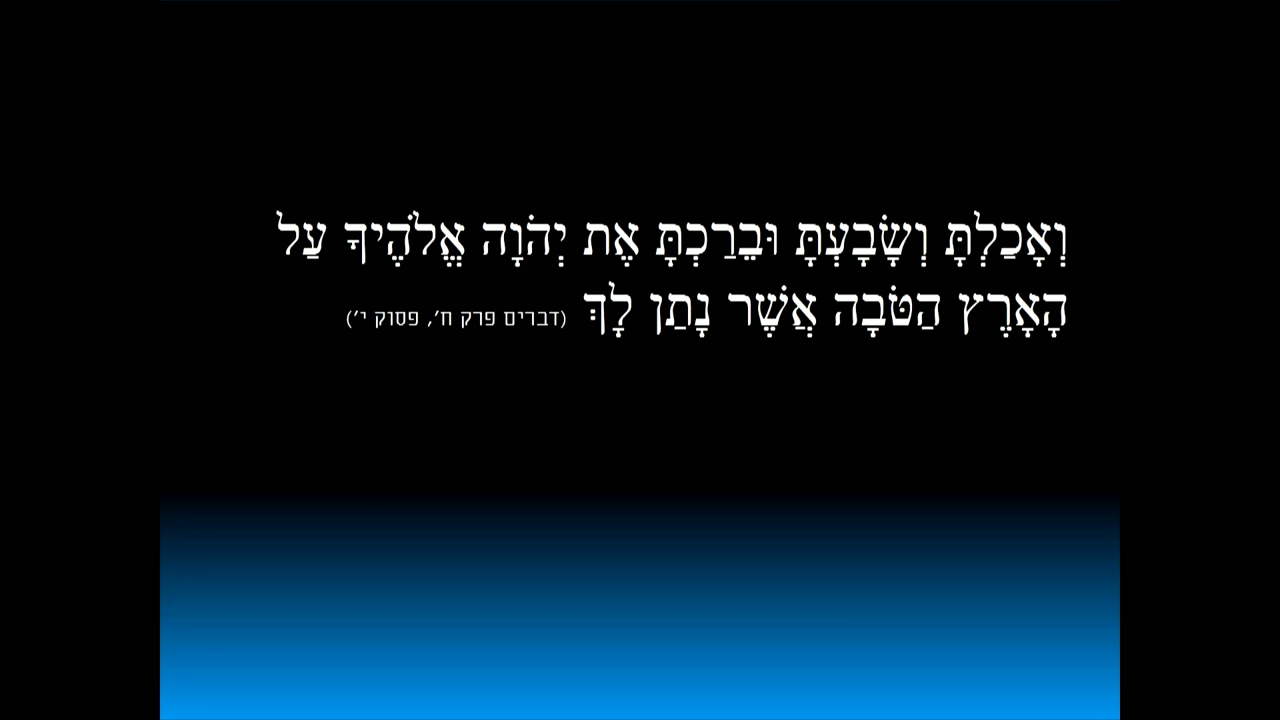 וְאָכַלְתָּ וְשָׂבָעְתָּ וּבֵרַכְתָּ אֶת יְהֹוָה אֱלֹהֶיךָ עַל
הָאָרֶץ הַטֹּבָה אֲשֶׁר נָתַן לָךְ (דברים פרק ח', פסוק י')